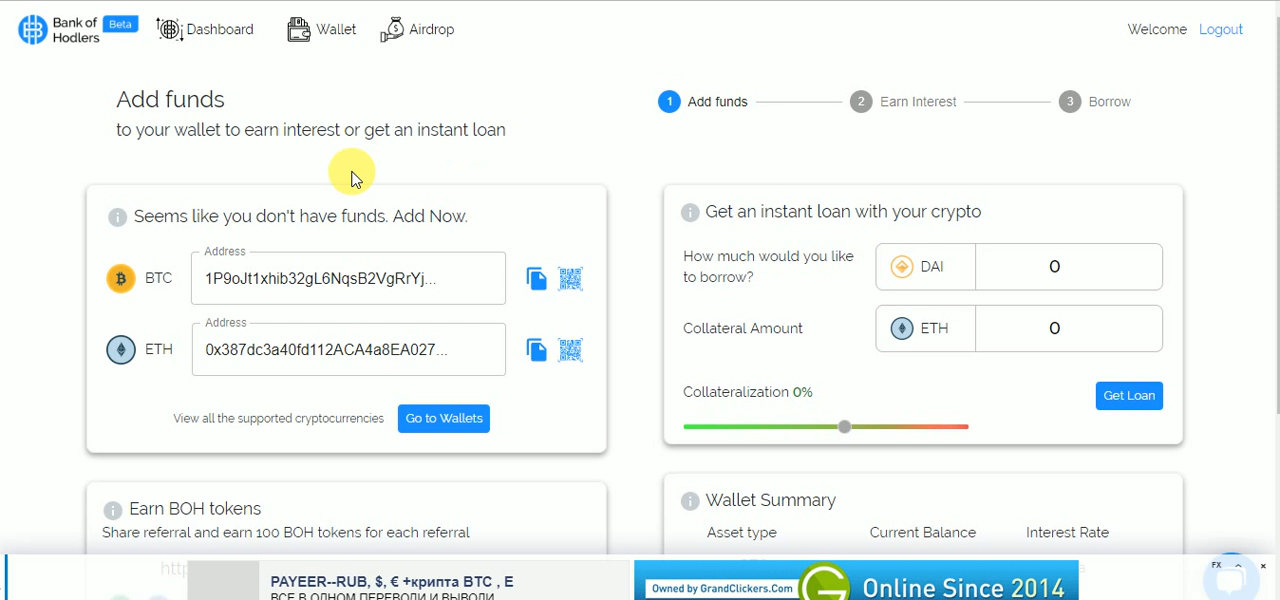 Bank of Hodlers Beta
Dashboard
Wallet
Airdrop
Welcome Logout
Add funds
to your wallet to earn interest or get an instant loan
1 Add funds
2 Earn Interest
3 Borrow
Seems like you don't have funds. Add Now.
Address
BTC 1P9oJt1xhib32gL6NqsB2VgRrYj...
Address
ETH 0x387dc3a40fd112ACA4a8EA027...
View all the supported cryptocurrencies Go to Wallets
Get an instant loan with your crypto
How much would you like
to borrow?
DAI 0
Collateral Amount ETH 0
Collateralization 0%
Get Loan
Earn BOH tokens
Share referral and earn 100 BOH tokens for each referral
Wallet Summary
Asset type Current Balance Interest Rate
PAYEER--RUB, $, € +крипта BTC , E
ВСЕ В ОДНОМ ПЕРЕВОДИ И ВЫВОДИ
Owned by GrandClickers.Com
Online Since 2014
FX